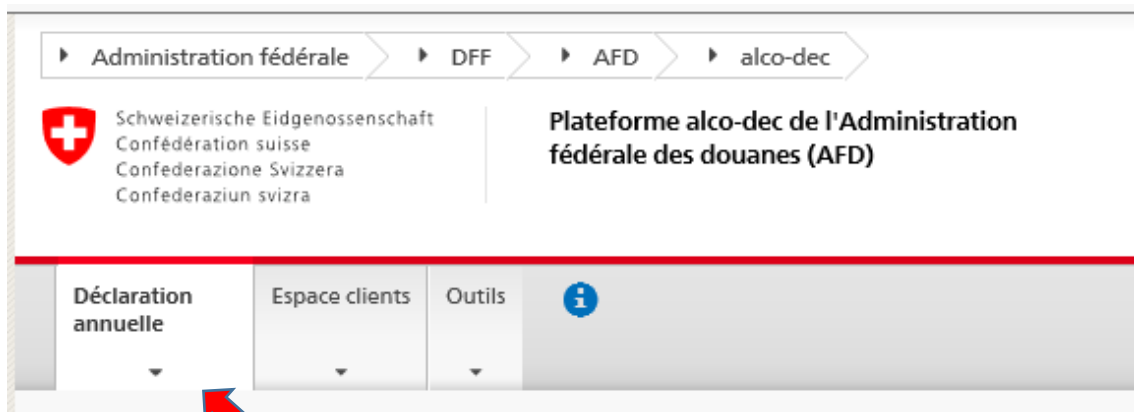 Administration fédérale DFF AFD alco-dec
Schweizerische Eidgenossenschaft
Confédération suisse
Confederazione Svizzera
Confederaziun svizra
Plateforme alco-dec de l'Administration
fédérale des douanes (AFD)
Déclaration
annuelle
Espace clients
Outils